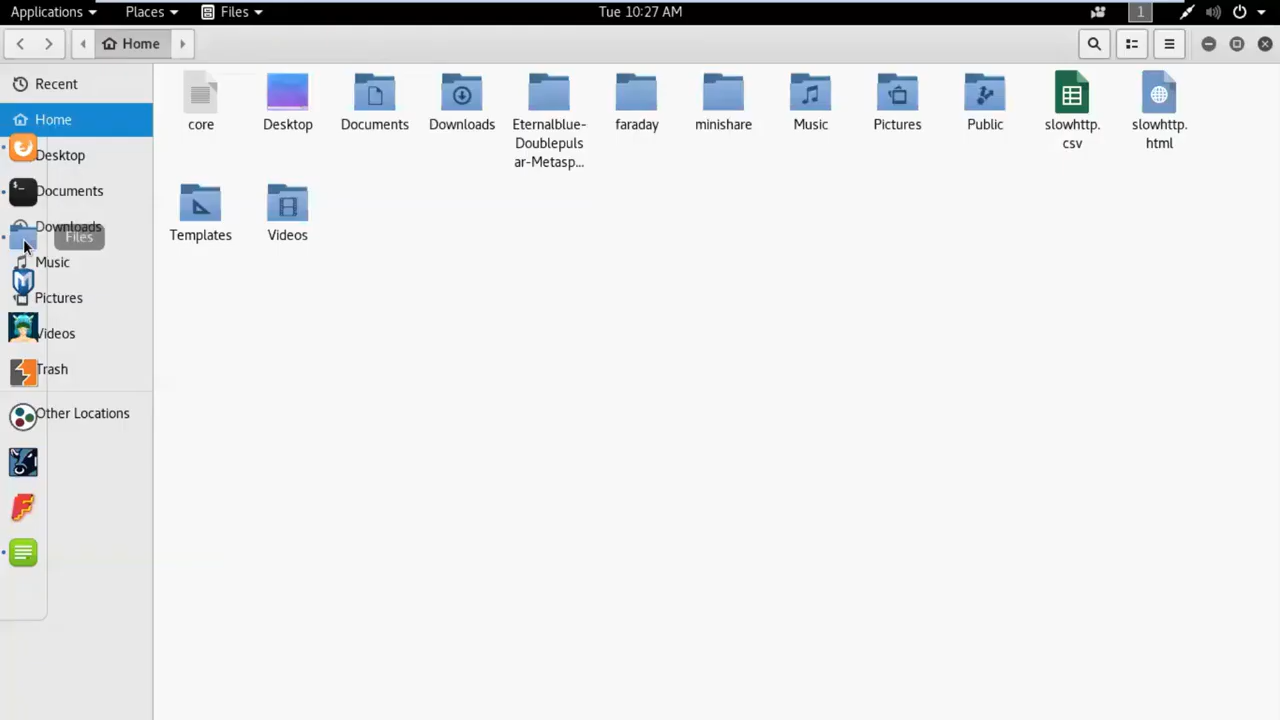 Applications Places Files Tue 10:27 AM 1
Home
Recent
Home
Desktop
Documents
Downloads
Files
Music
Pictures
Videos
Trash
Other Locations
core Desktop Documents Downloads Eternalblue- faraday minishare Music Pictures Public slowhttp. slowhttp.
Doublepuls csv html
ar-Metasp...
Templates Videos